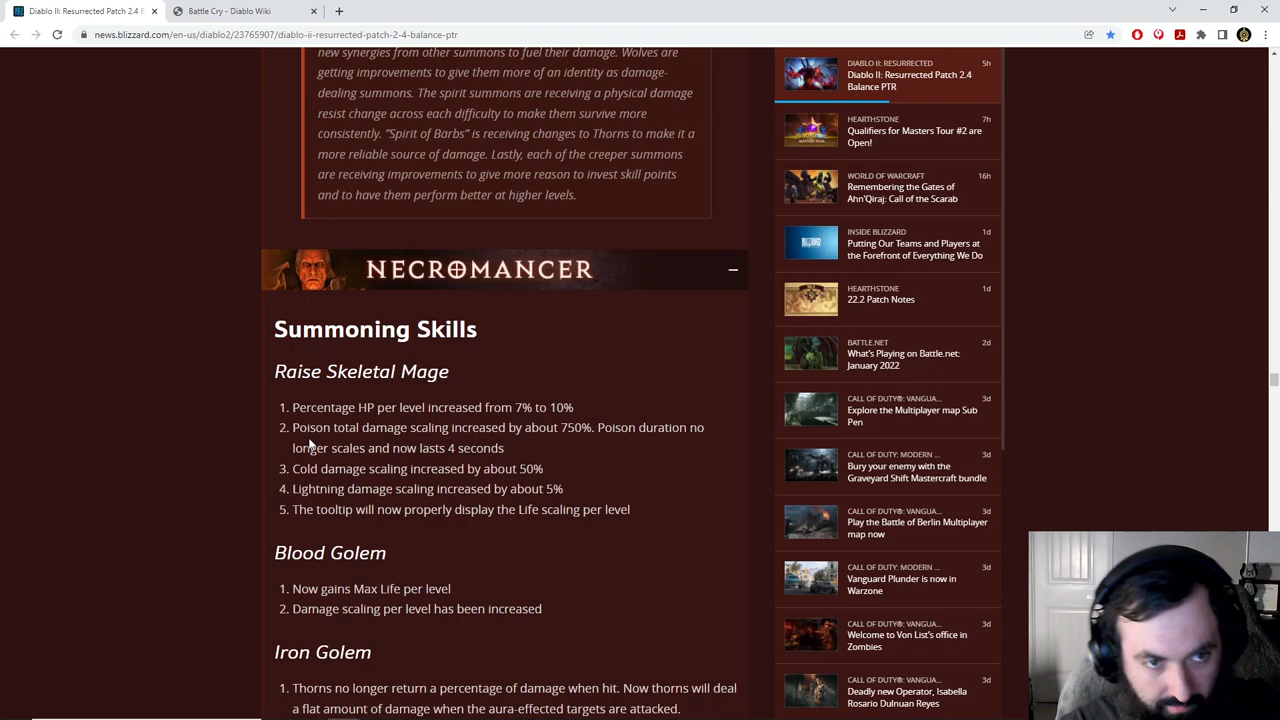 Diablo II: Resurrected Patch 2.4 B
Battle Cry - Diablo Wiki
news.blizzard.com/en-us/diablo2/23765907/diablo-ii-resurrected-patch-2-4-balance-ptr
new synergies from other summons to fuel their damage. Wolves are
getting improvements to give them more of an identity as damage-
dealing summons. The spirit summons are receiving a physical damage
resist change across each difficulty to make them survive more
consistently. "Spirit of Barbs" is receiving changes to Thorns to make it a
more reliable source of damage. Lastly, each of the creeper summons
are receiving improvements to give more reason to invest skill points
and to have them perform better at higher levels.
NECROMANCER
Summoning Skills
Raise Skeletal Mage
1. Percentage HP per level increased from 7% to 10%
2. Poison total damage scaling increased by about 750%. Poison duration no
longer scales and now lasts 4 seconds
3. Cold damage scaling increased by about 50%
4. Lightning damage scaling increased by about 5%
5. The tooltip will now properly display the Life scaling per level
Blood Golem
1. Now gains Max Life per level
2. Damage scaling per level has been increased
Iron Golem
1. Thorns no longer return a percentage of damage when hit. Now thorns will deal
a flat amount of damage when the aura-effected targets are attacked.
DIABLO II: RESURRECTED 5h
Diablo II: Resurrected Patch 2.4
Balance PTR
HEARTHSTONE 7h
Qualifiers for Masters Tour #2 are
Open!
WORLD OF WARCRAFT 16h
Remembering the Gates of
Ahn'Qiraj: Call of the Scarab
INSIDE BLIZZARD 1d
Putting Our Teams and Players at
the Forefront of Everything We Do
HEARTHSTONE 1d
22.2 Patch Notes
BATTLE.NET 2d
What's Playing on Battle.net:
January 2022
CALL OF DUTY®: VANGUA... 3d
Explore the Multiplayer map Sub
Pen
CALL OF DUTY: MODERN ... 3d
Bury your enemy with the
Graveyard Shift Mastercraft bundle
CALL OF DUTY®: VANGUA... 3d
Play the Battle of Berlin Multiplayer
map now
CALL OF DUTY: MODERN ... 3d
Vanguard Plunder is now in
Warzone
CALL OF DUTY®: VANGUA... 3d
Welcome to Von List's office in
Zombies
CALL OF DUTY®: VANGUA... 3d
Deadly new Operator, Isabella
Rosario Dulnuan Reyes